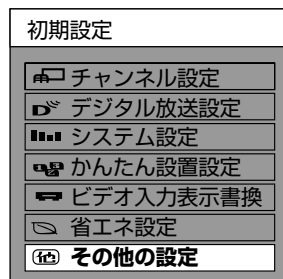 初期設定
チャンネル設定
デジタル放送設定
システム設定
かんたん設置設定
ビデオ入力表示書換
省エネ設定
その他の設定